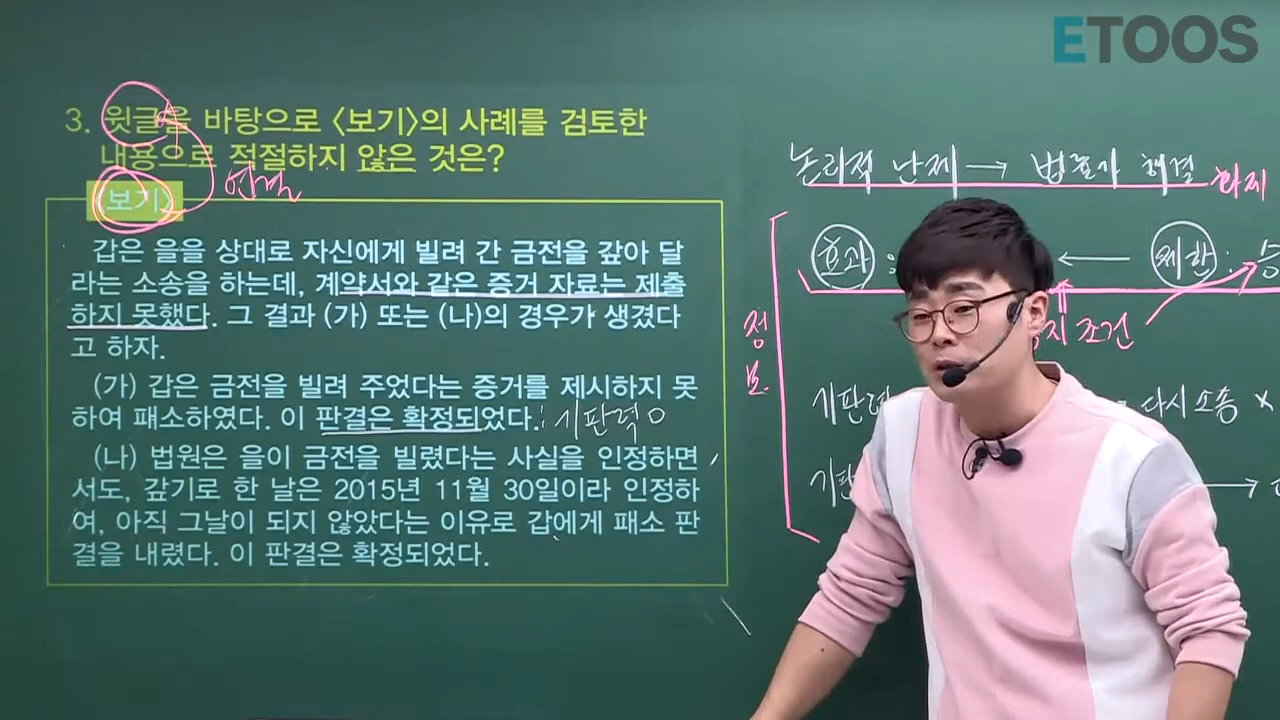 ETOOS
3. 윗글을 바탕으로 〈보기〉의 사례를 검토한
내용으로 적절하지 않은 것은?
〈보기〉
연결
갑은 을을 상대로 자신에게 빌려 간 금전을 갚아 달
라는 소송을 하는데, 계약서와 같은 증거 자료는 제출
하지 못했다. 그 결과 (가) 또는 (나)의 경우가 생겼다
고 하자.
(가) 갑은 금전을 빌려 주었다는 증거를 제시하지 못
하여 패소하였다. 이 판결은 확정되었다. : 기판력 O
(나) 법원은 을이 금전을 빌렸다는 사실을 인정하면
서도, 갚기로 한 날은 2015년 11월 30일이라 인정하
여, 아직 그날이 되지 않았다는 이유로 갑에게 패소 판
결을 내렸다. 이 판결은 확정되었다.
논리적 난제 → 법률가 해결 화제
효과 : ← 제한 : 승
조건
정보
기판력 다시 소송 ×
기판 →